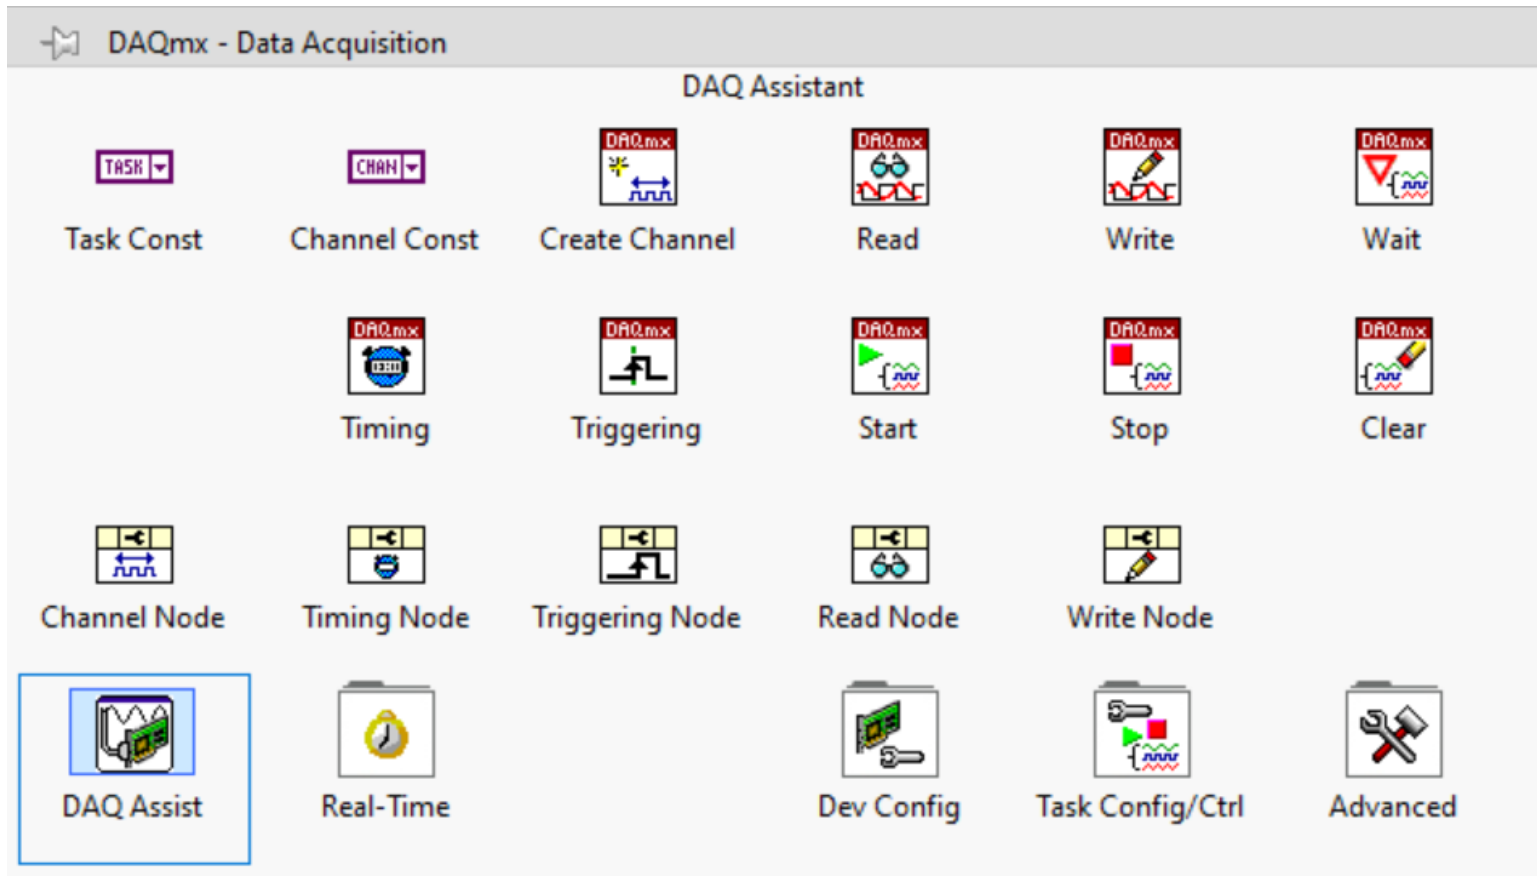 DAQmx - Data Acquisition
DAQ Assistant
TASK CHAN DAQmx DAQmx DAQmx DAQmx
Task Const Channel Const Create Channel Read Write Wait
DAQmx DAQmx DAQmx DAQmx DAQmx
Timing Triggering Start Stop Clear
Channel Node Timing Node Triggering Node Read Node Write Node
DAQ Assist Real-Time Dev Config Task Config/Ctrl Advanced